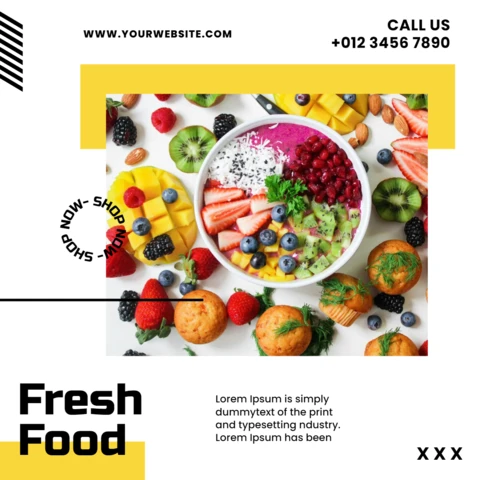 WWW.YOURWEBSITE.COM
CALL US
+012 3456 7890
SHOP NOW- SHOP NOW-
Fresh
Food
Lorem Ipsum is simply
dummytext of the print
and typesetting ndustry.
Lorem Ipsum has been
X X X